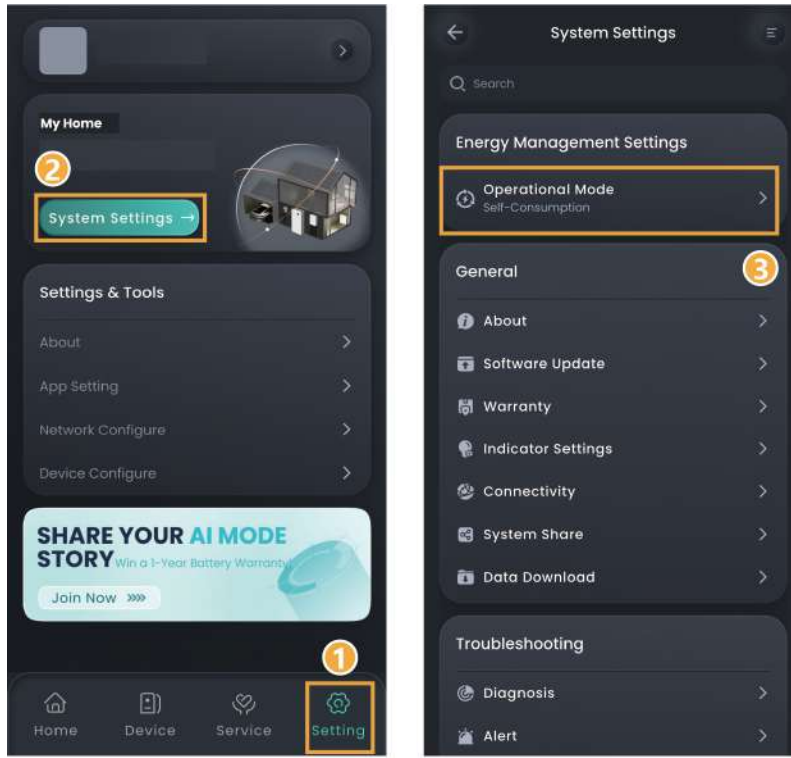 My Home
2
System Settings →
Settings & Tools
About
App Setting
Network Configure
Device Configure
SHARE YOUR AI MODE
STORY Win a 1-Year Battery Warranty!
Join Now »»
1
Home
Device
Service
Setting
System Settings
Search
Energy Management Settings
Operational Mode
Self-Consumption
3
General
About
Software Update
Warranty
Indicator Settings
Connectivity
System Share
Data Download
Troubleshooting
Diagnosis
Alert